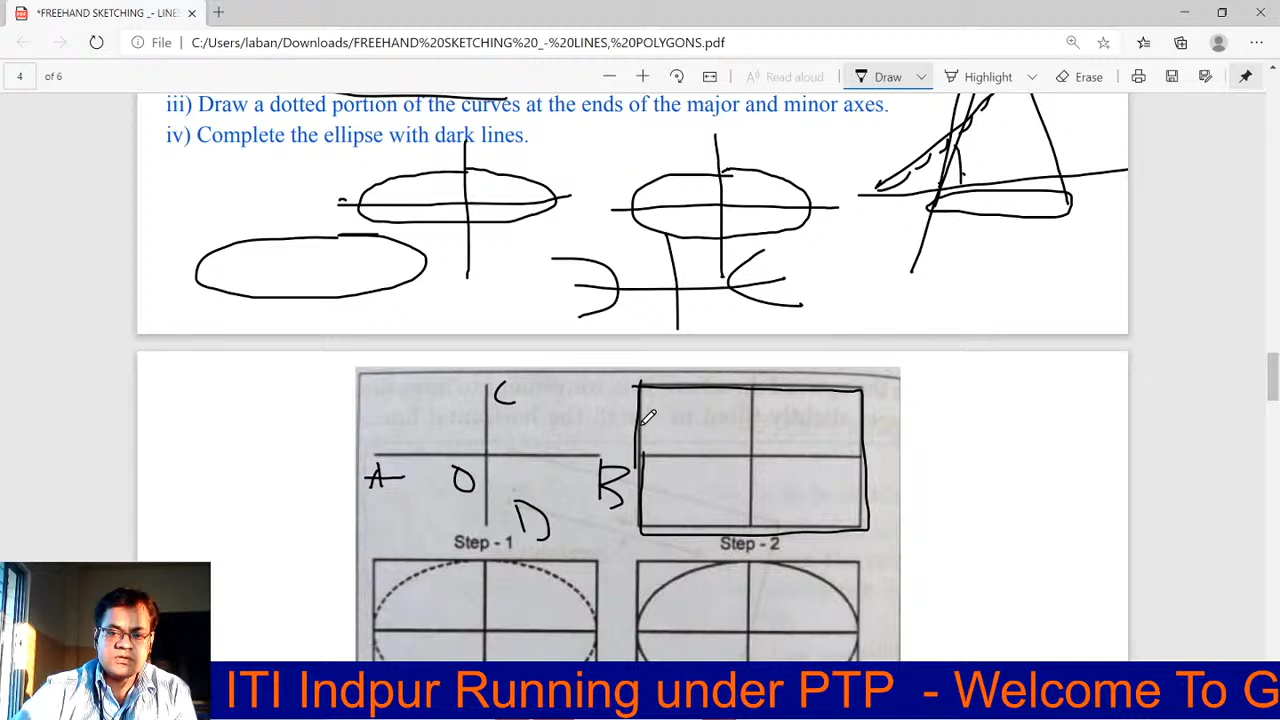 *FREEHAND SKETCHING _- LINES
File C:/Users/laban/Downloads/FREEHAND%20SKETCHING%20_-%20LINES,%20POLYGONS.pdf
4 of 6 Read aloud Draw Highlight Erase
iii) Draw a dotted portion of the curves at the ends of the major and minor axes.
iv) Complete the ellipse with dark lines.
C
A O B
D
Step - 1 Step - 2
ITI Indpur Running under PTP - Welcome To G